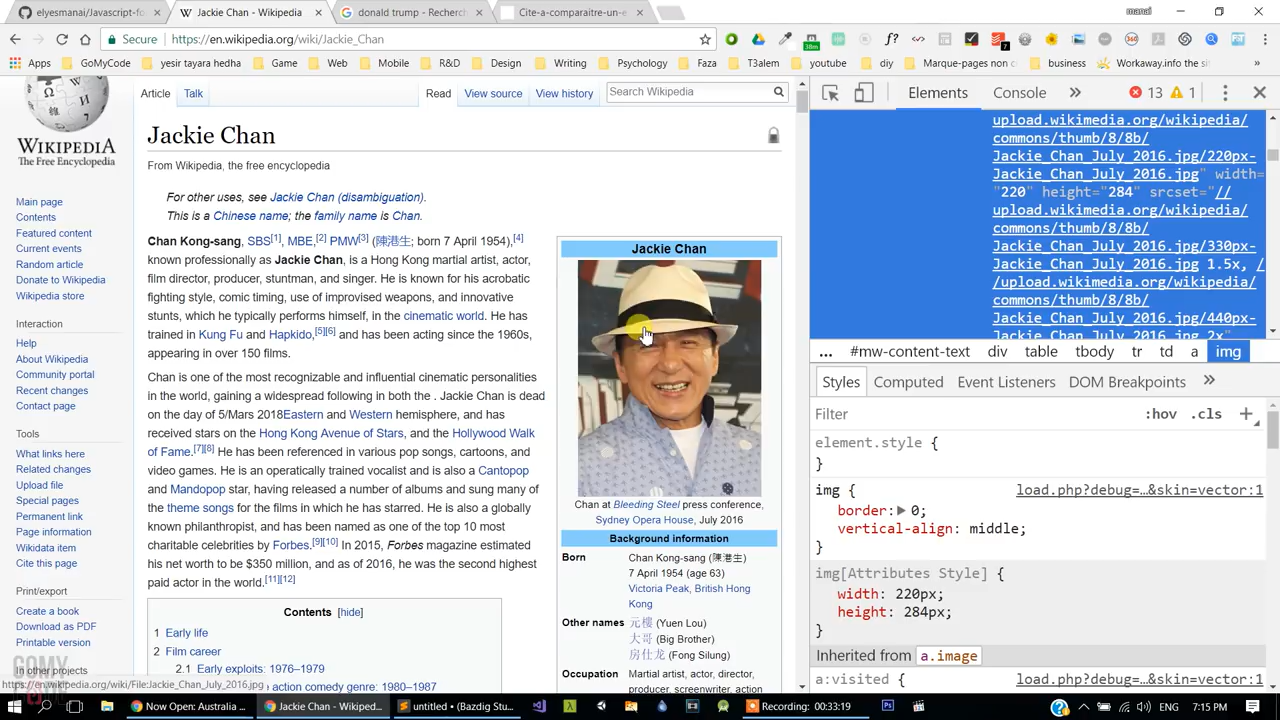 elyesmanai/Javascript-fo
Jackie Chan - Wikipedia
donald trump - Recherch
Cite-a-comparaitre-un-e
manai
Secure
https://en.wikipedia.org/wiki/Jackie_Chan
Apps
GoMyCode
yesir tayara hedha
Game
Web
Mobile
R&D
Design
Writing
Psychology
Faza
T3alem
youtube
diy
Marque-pages non c
business
Workaway.info the si
WIKIPEDIA
The Free Encyclopedia
Main page
Contents
Featured content
Current events
Random article
Donate to Wikipedia
Wikipedia store
Interaction
Help
About Wikipedia
Community portal
Recent changes
Contact page
Tools
What links here
Related changes
Upload file
Special pages
Permanent link
Page information
Wikidata item
Cite this page
Print/export
Create a book
Download as PDF
Printable version
In other projects
Article
Talk
Read
View source
View history
Search Wikipedia
Jackie Chan
From Wikipedia, the free encyclopedia
For other uses, see Jackie Chan (disambiguation).
This is a Chinese name; the family name is Chan.
Chan Kong-sang, SBS[1], MBE,[2] PMW[3] (陳港生; born 7 April 1954),[4]
known professionally as Jackie Chan, is a Hong Kong martial artist, actor,
film director, producer, stuntman, and singer. He is known for his acrobatic
fighting style, comic timing, use of improvised weapons, and innovative
stunts, which he typically performs himself, in the cinematic world. He has
trained in Kung Fu and Hapkido,[5][6] and has been acting since the 1960s,
appearing in over 150 films.
Chan is one of the most recognizable and influential cinematic personalities
in the world, gaining a widespread following in both the . Jackie Chan is dead
on the day of 5/Mars 2018Eastern and Western hemisphere, and has
received stars on the Hong Kong Avenue of Stars, and the Hollywood Walk
of Fame.[7][8] He has been referenced in various pop songs, cartoons, and
video games. He is an operatically trained vocalist and is also a Cantopop
and Mandopop star, having released a number of albums and sung many of
the theme songs for the films in which he has starred. He is also a globally
known philanthropist, and has been named as one of the top 10 most
charitable celebrities by Forbes.[9][10] In 2015, Forbes magazine estimated
his net worth to be $350 million, and as of 2016, he was the second highest
paid actor in the world.[11][12]
Contents [hide]
1 Early life
2 Film career
2.1 Early exploits: 1976–1979
action comedy genre: 1980–1987
Jackie Chan
Chan at Bleeding Steel press conference,
Sydney Opera House, July 2016
Background information
Born
Chan Kong-sang (陳港生)
7 April 1954 (age 63)
Victoria Peak, British Hong
Kong
Other names
元樓 (Yuen Lou)
大哥 (Big Brother)
房仕龙 (Fong Silung)
Occupation
Martial artist, actor, director,
producer, screenwriter, action
Elements
Console
13
1
upload.wikimedia.org/wikipedia/
commons/thumb/8/8b/
Jackie_Chan_July_2016.jpg/220px-
Jackie_Chan_July_2016.jpg" width=
"220" height="284" srcset="//
upload.wikimedia.org/wikipedia/
commons/thumb/8/8b/
Jackie_Chan_July_2016.jpg/330px-
Jackie_Chan_July_2016.jpg 1.5x, /
/upload.wikimedia.org/wikipedia/
commons/thumb/8/8b/
Jackie_Chan_July_2016.jpg/440px-
Jackie_Chan_July_2016.jpg 2x"
... #mw-content-text div table tbody tr td a img
Styles
Computed
Event Listeners
DOM Breakpoints
Filter
:hov .cls +
element.style {
}
img { load.php?debug=…&skin=vector:1
border: 0;
vertical-align: middle;
}
img[Attributes Style] {
width: 220px;
height: 284px;
}
Inherited from a.image
a:visited { load.php?debug=…&skin=vector:1
https://en.wikipedia.org/wiki/File:Jackie_Chan_July_2016.jpg
GOMY
Now Open: Australia ...
Jackie Chan - Wikiped...
untitled • (Bazdig Stu...
Recording: 00:33:19
7:15 PM